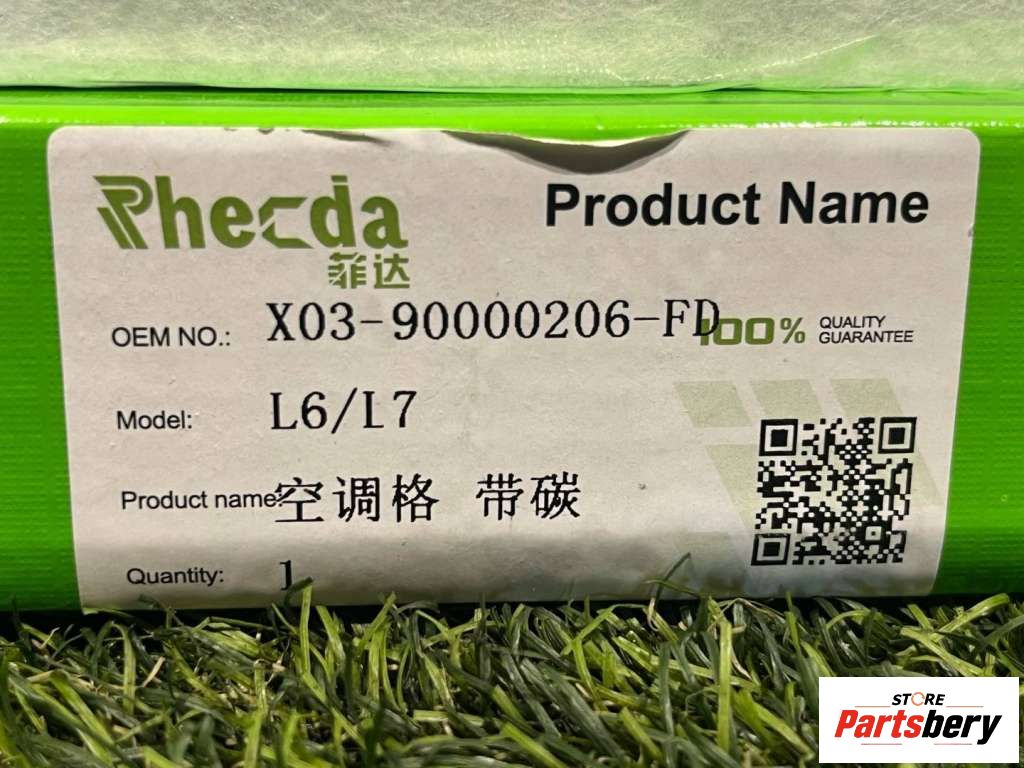 Phecda
菲达
Product Name
OEM NO.: X03-90000206-FD
100% QUALITY
GUARANTEE
Model: L6/L7
Product name: 空调格 带碳
Quantity: 1
STORE
Partsbery